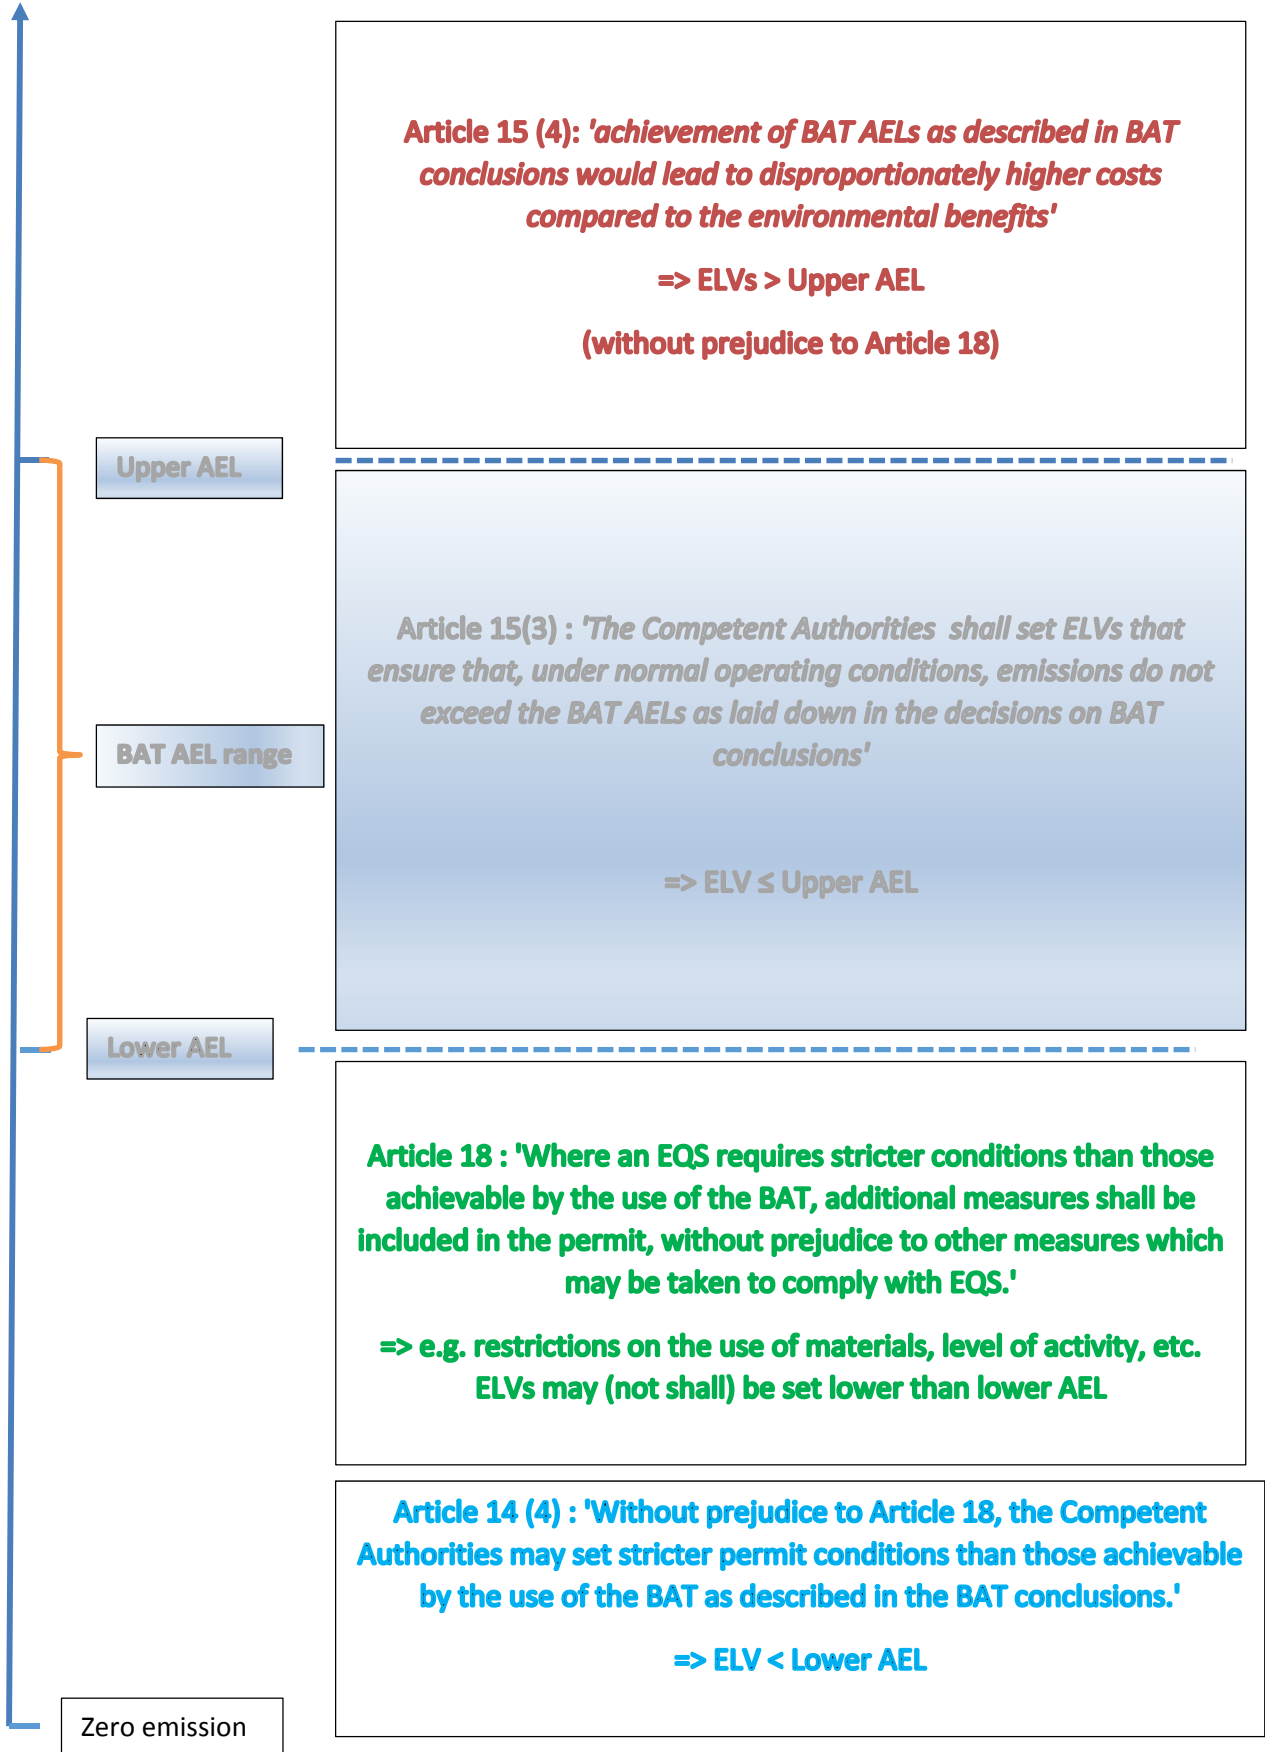 Article 15 (4): 'achievement of BAT AELs as described in BAT
conclusions would lead to disproportionately higher costs
compared to the environmental benefits'
=> ELVs > Upper AEL
(without prejudice to Article 18)
Upper AEL
Article 15(3) : 'The Competent Authorities shall set ELVs that
ensure that, under normal operating conditions, emissions do not
exceed the BAT AELs as laid down in the decisions on BAT
conclusions'
BAT AEL range
=> ELV ≤ Upper AEL
Lower AEL
Article 18 : 'Where an EQS requires stricter conditions than those
achievable by the use of the BAT, additional measures shall be
included in the permit, without prejudice to other measures which
may be taken to comply with EQS.'
=> e.g. restrictions on the use of materials, level of activity, etc.
ELVs may (not shall) be set lower than lower AEL
Article 14 (4) : 'Without prejudice to Article 18, the Competent
Authorities may set stricter permit conditions than those achievable
by the use of the BAT as described in the BAT conclusions.'
=> ELV < Lower AEL
Zero emission